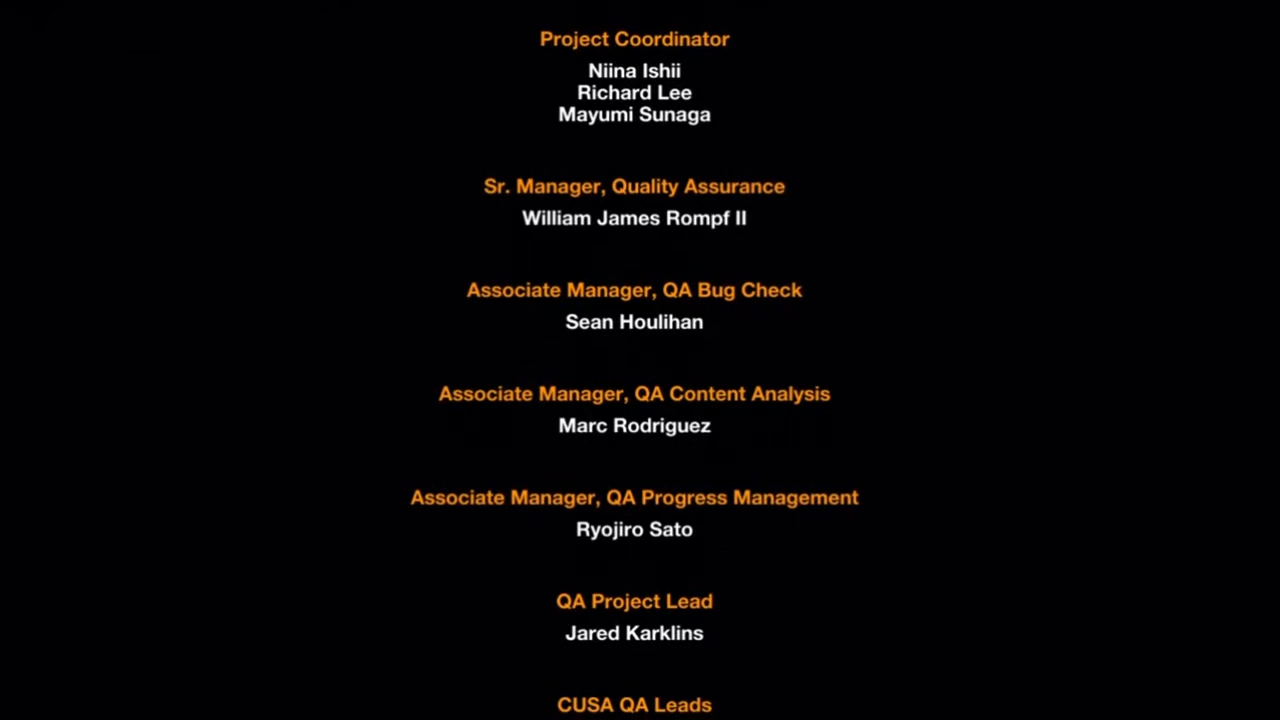 Project Coordinator
Niina Ishii
Richard Lee
Mayumi Sunaga
Sr. Manager, Quality Assurance
William James Rompf II
Associate Manager, QA Bug Check
Sean Houlihan
Associate Manager, QA Content Analysis
Marc Rodriguez
Associate Manager, QA Progress Management
Ryojiro Sato
QA Project Lead
Jared Karklins
CUSA QA Leads